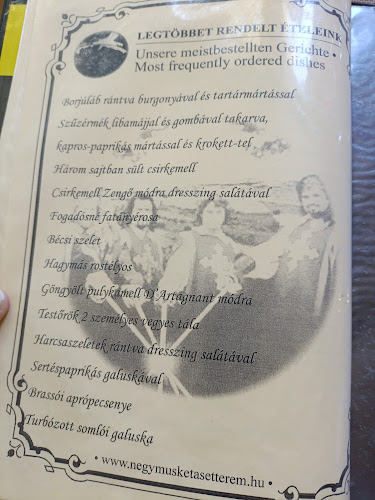 LEGTÖBBET RENDELT ÉTELEINK
Unsere meistbestellten Gerichte •
Most frequently ordered dishes
Borjúláb rántva burgonyával és tartármártással
Szűzérmék libamájjal és gombával takarva,
kapros-paprikás mártással és krokett-tel
Három sajtban sült csirkemell
Csirkemell Zengő módra dresszing salátával
Fogadósné fatányérosa
Bécsi szelet
Hagymás rostélyos
Göngyölt pulykamell D'Artagnant módra
Testőrök 2 személyes vegyes tála
Harcsaszeletek rántva dresszing salátával
Sertéspaprikás galuskával
Brassói aprópecsenye
Turbózott somlói galuska
• www.negymusketasetterem.hu •